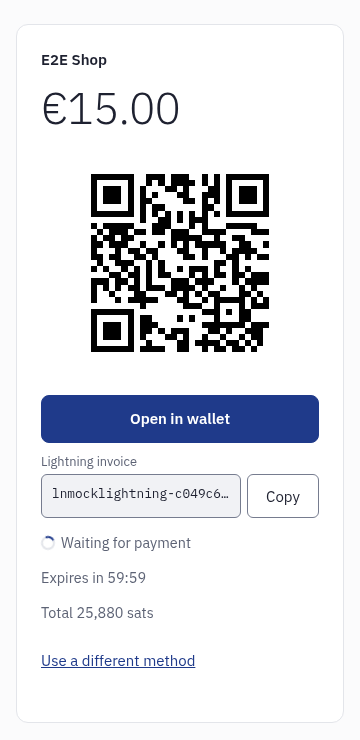 E2E Shop
€15.00
Open in wallet
Lightning invoice
lnmocklightning-c049c6…
Copy
Waiting for payment
Expires in 59:59
Total 25,880 sats
Use a different method